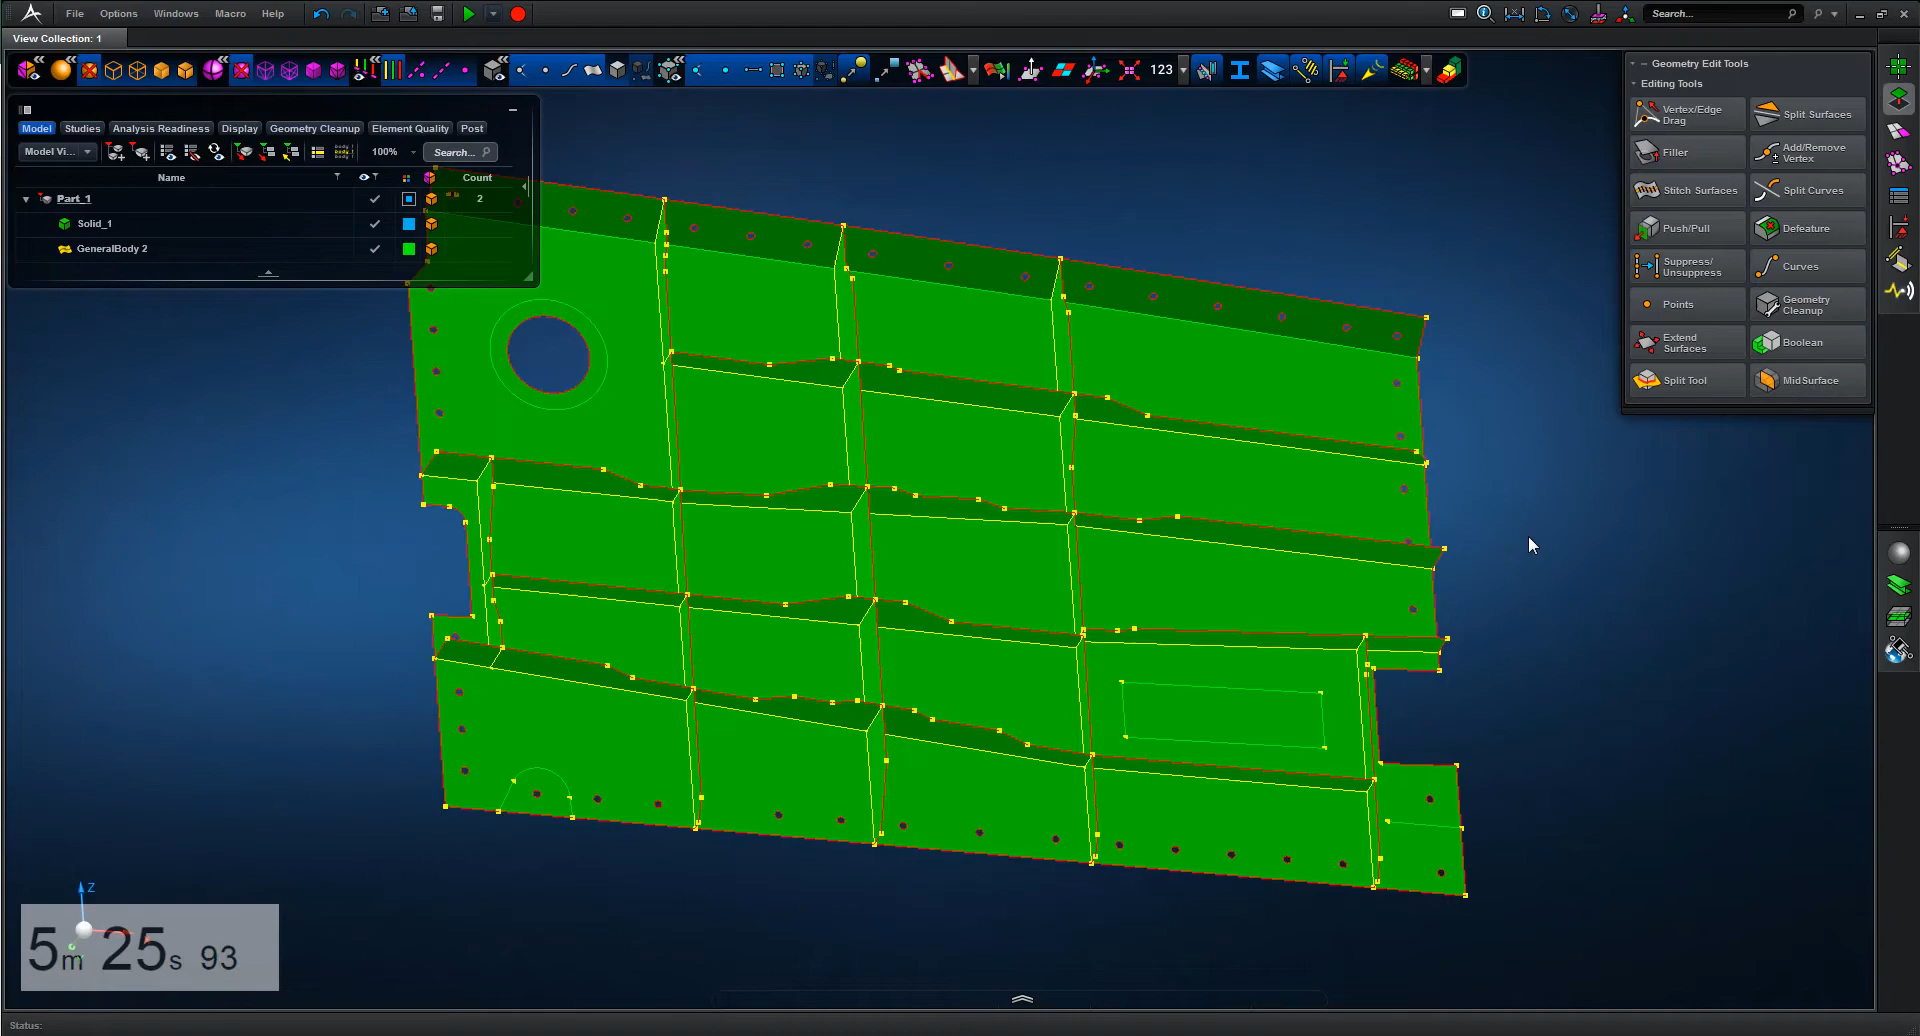 File Options Windows Macro Help
Search...
View Collection: 1
123
Geometry Edit Tools
Editing Tools
Vertex/Edge Drag
Split Surfaces
Filler
Add/Remove Vertex
Stitch Surfaces
Split Curves
Push/Pull
Defeature
Suppress/ Unsuppress
Curves
Points
Geometry Cleanup
Extend Surfaces
Boolean
Split Tool
MidSurface
Model Studies Analysis Readiness Display Geometry Cleanup Element Quality Post
Model Vi... 100% Search...
Name Count
Part_1 2
Solid_1
GeneralBody 2
Z
5m 25s 93
Status: